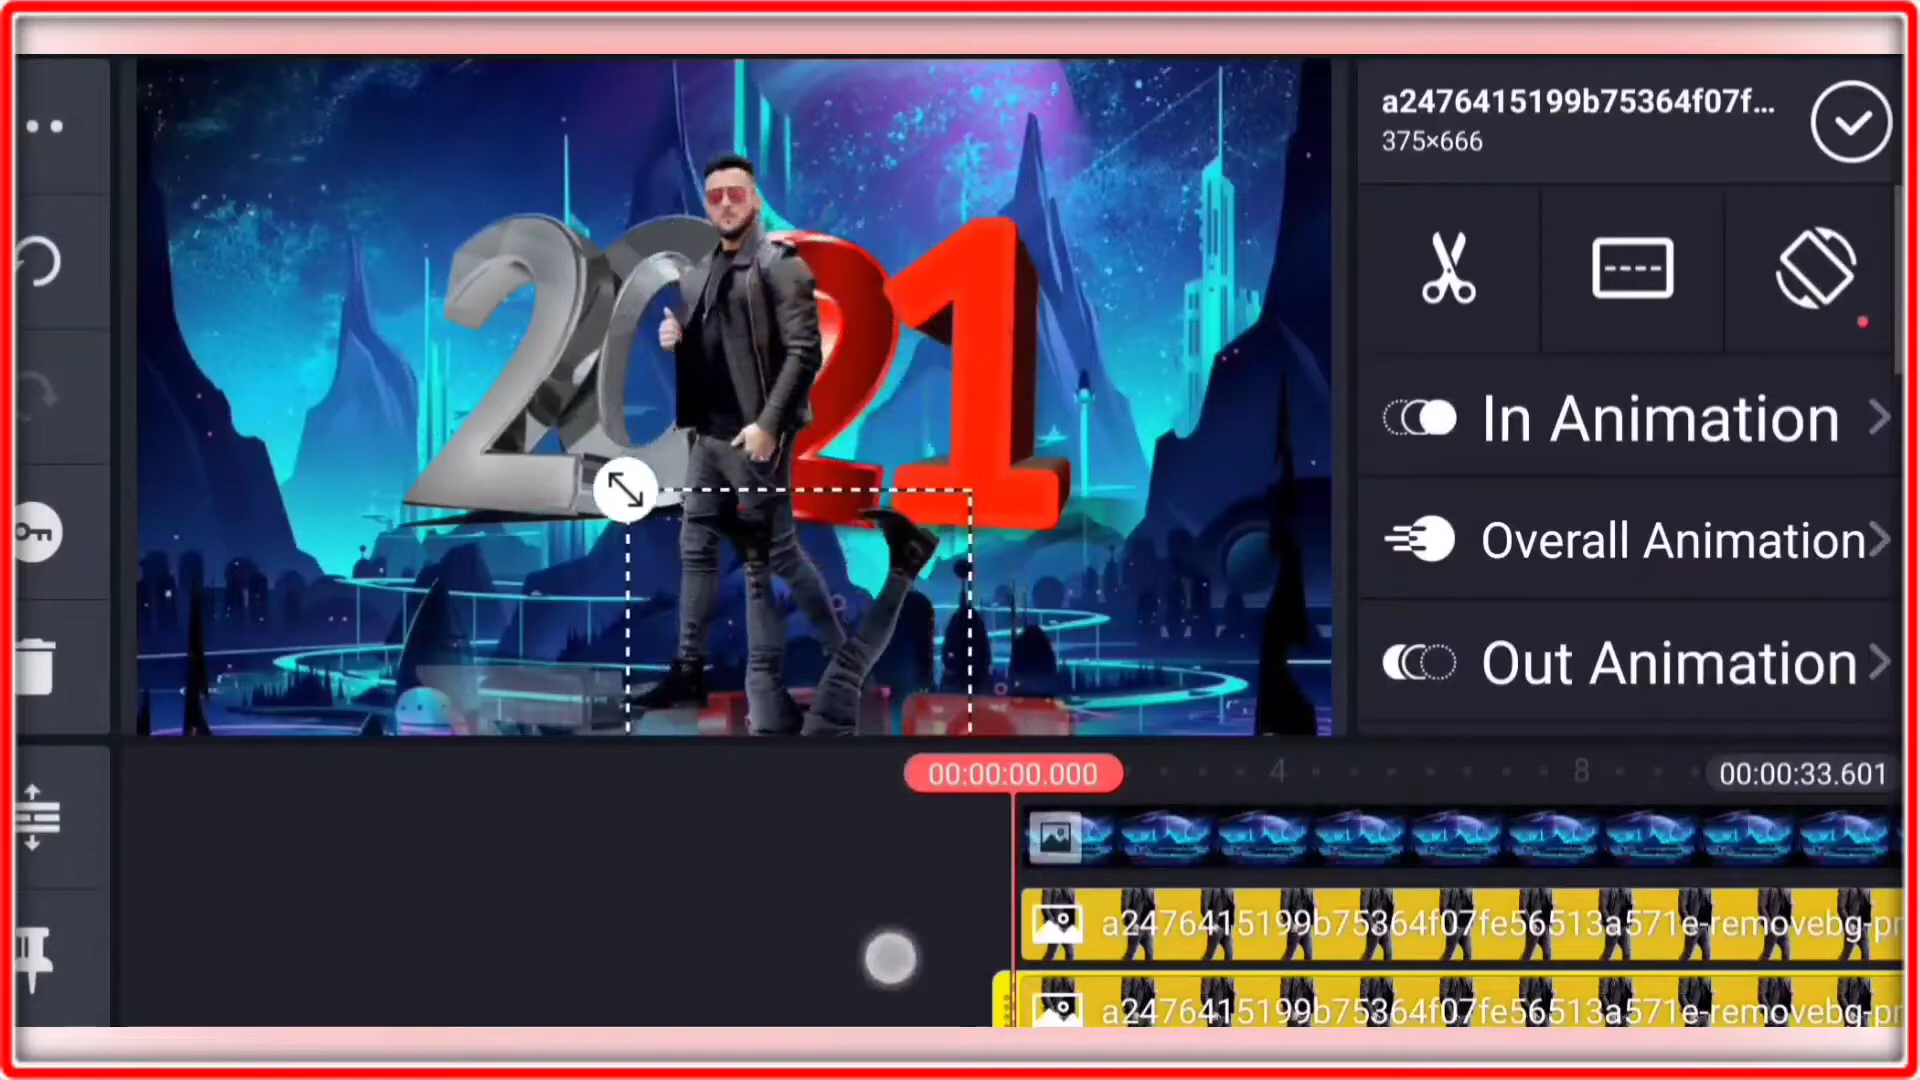 a2476415199b75364f07f...
375×666
2021
In Animation
Overall Animation
Out Animation
00:00:00.000
4
8
00:00:33.601
a2476415199b75364f07fe56513a571e-removebg-pr
a2476415199b75364f07fe56513a571e-removebg-pr